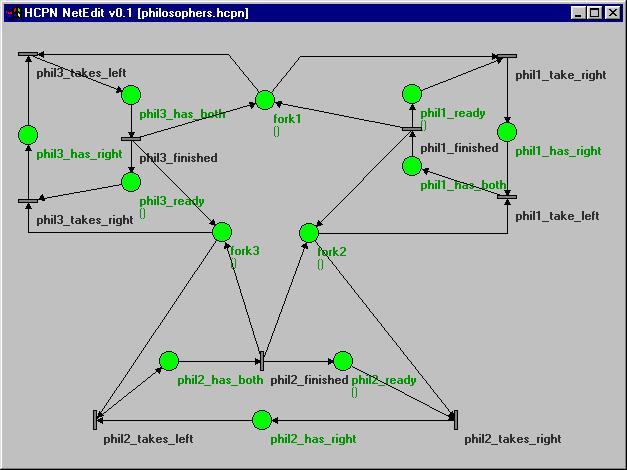 HCPN NetEdit v0.1 [philosophers.hcpn]
phil3_takes_left
phil1_take_right
phil3_has_both
fork1
()
phil1_ready
()
phil3_has_right
phil3_finished
phil1_finished
phil1_has_right
phil1_has_both
phil3_ready
()
phil3_takes_right
phil1_take_left
fork3
()
fork2
()
phil2_has_both
phil2_finished
phil2_ready
()
phil2_takes_left
phil2_has_right
phil2_takes_right